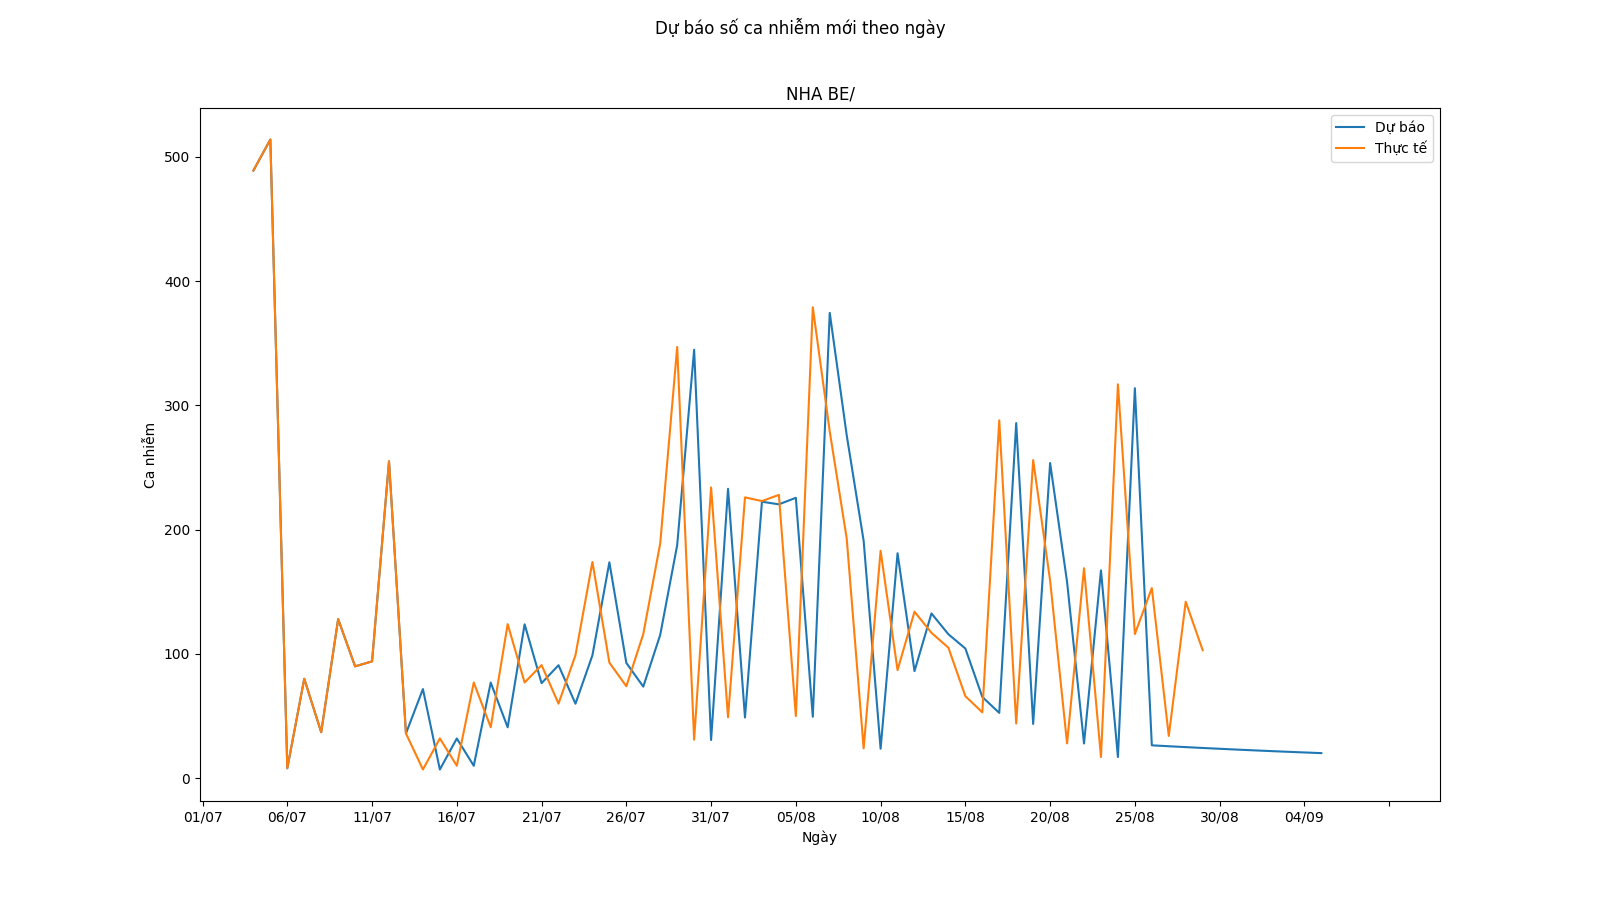 Dự báo số ca nhiễm mới theo ngày
NHA BE/
Dự báo
Thực tế
500
400
300
200
100
0
Ca nhiễm
01/07 06/07 11/07 16/07 21/07 26/07 31/07 05/08 10/08 15/08 20/08 25/08 30/08 04/09
Ngày